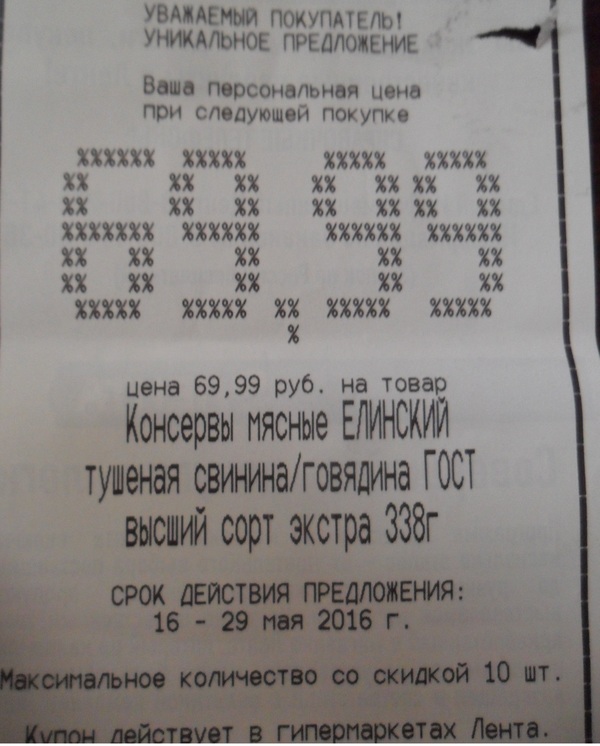 УВАЖАЕМЫЙ ПОКУПАТЕЛЬ!
УНИКАЛЬНОЕ ПРЕДЛОЖЕНИЕ
Ваша персональная цена
при следующей покупке
69,99
цена 69,99 руб. на товар
Консервы мясные ЕЛИНСКИЙ
тушеная свинина/говядина ГОСТ
высший сорт экстра 338г
СРОК ДЕЙСТВИЯ ПРЕДЛОЖЕНИЯ:
16 - 29 мая 2016 г.
Максимальное количество со скидкой 10 шт.
Купон действует в гипермаркетах Лента.